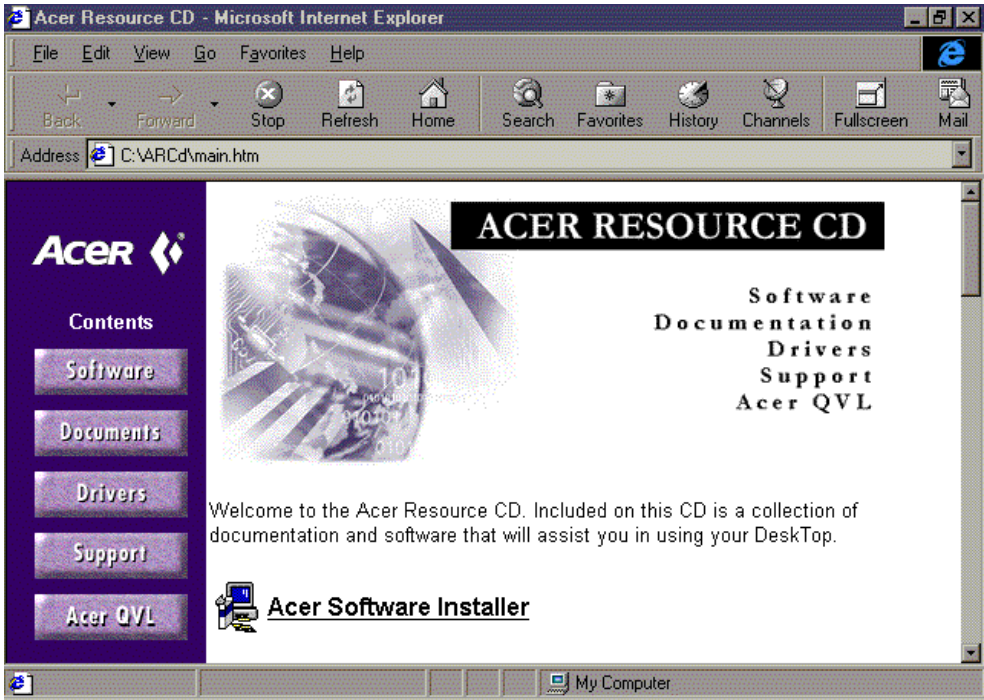 Acer Resource CD - Microsoft Internet Explorer
File Edit View Go Favorites Help
Back Forward Stop Refresh Home Search Favorites History Channels Fullscreen Mail
Address C:\ARCd\main.htm
Acer
Contents
Software
Documents
Drivers
Support
Acer QVL
ACER RESOURCE CD
Software
Documentation
Drivers
Support
Acer QVL
Welcome to the Acer Resource CD. Included on this CD is a collection of
documentation and software that will assist you in using your DeskTop.
Acer Software Installer
My Computer